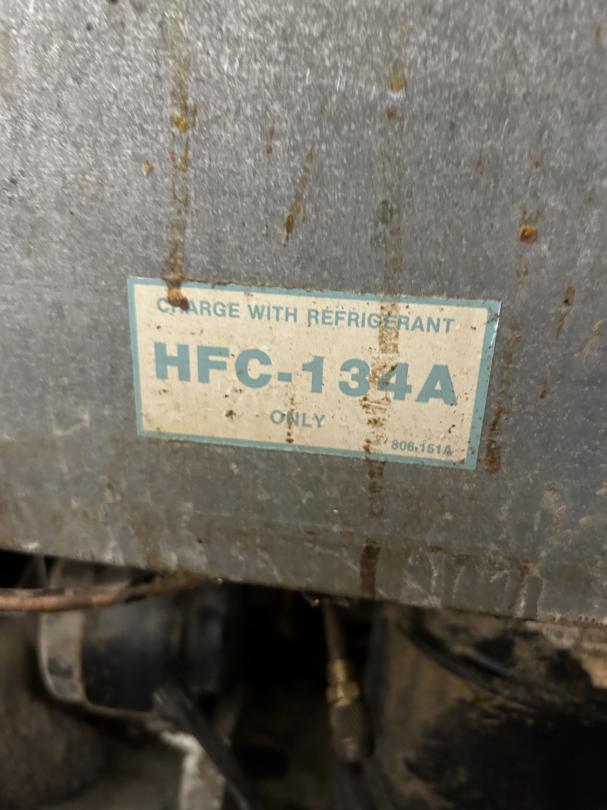 CHARGE WITH REFRIGERANT
HFC-134A
ONLY
806-151A